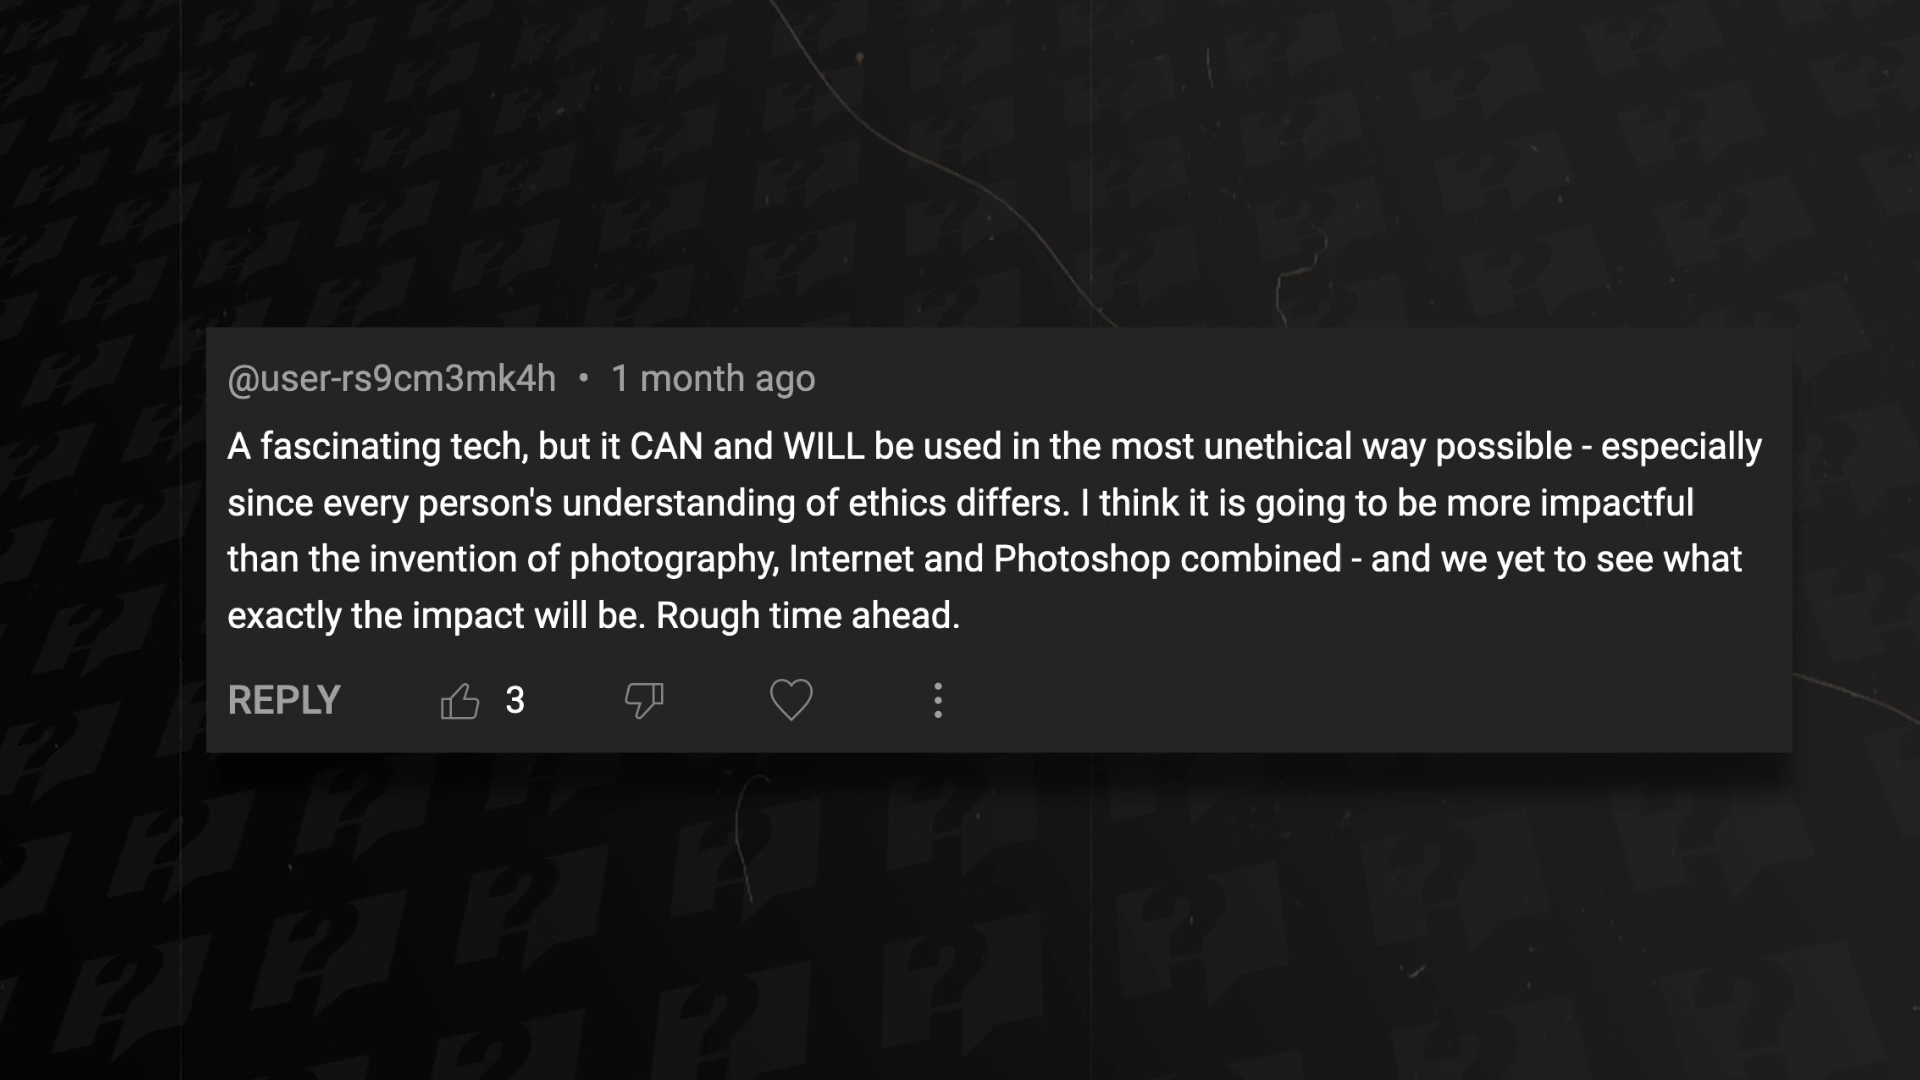 @user-rs9cm3mk4h • 1 month ago
A fascinating tech, but it CAN and WILL be used in the most unethical way possible - especially
since every person's understanding of ethics differs. I think it is going to be more impactful
than the invention of photography, Internet and Photoshop combined - and we yet to see what
exactly the impact will be. Rough time ahead.
REPLY 3